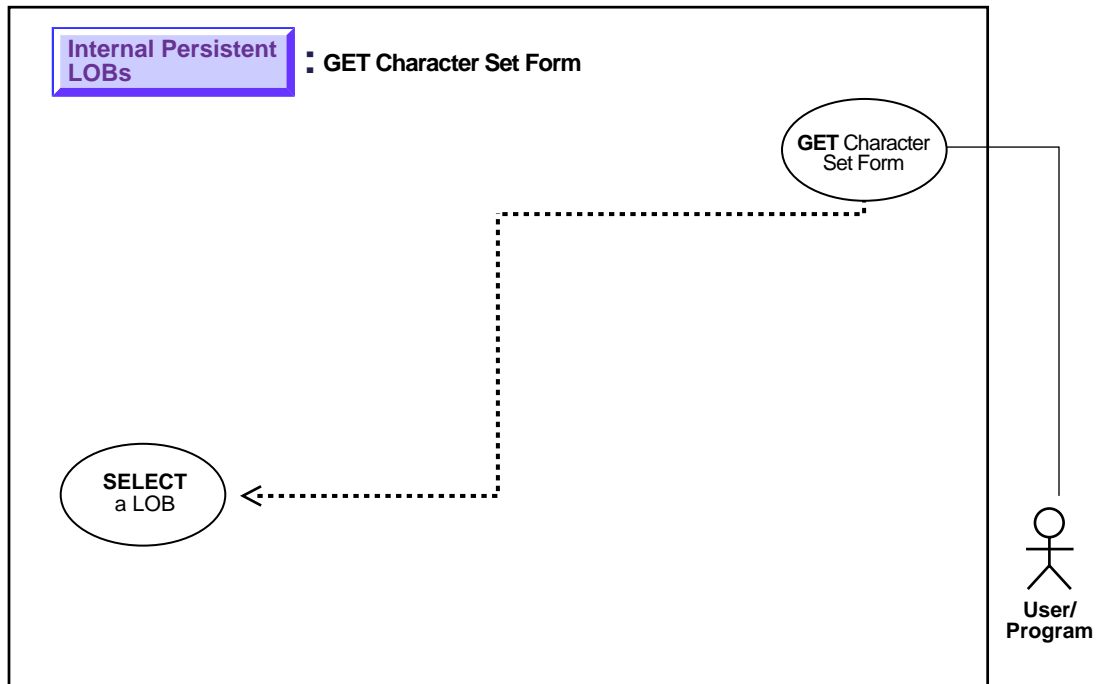 Internal Persistent
LOBs
: GET Character Set Form
GET Character
Set Form
SELECT
a LOB
User/
Program